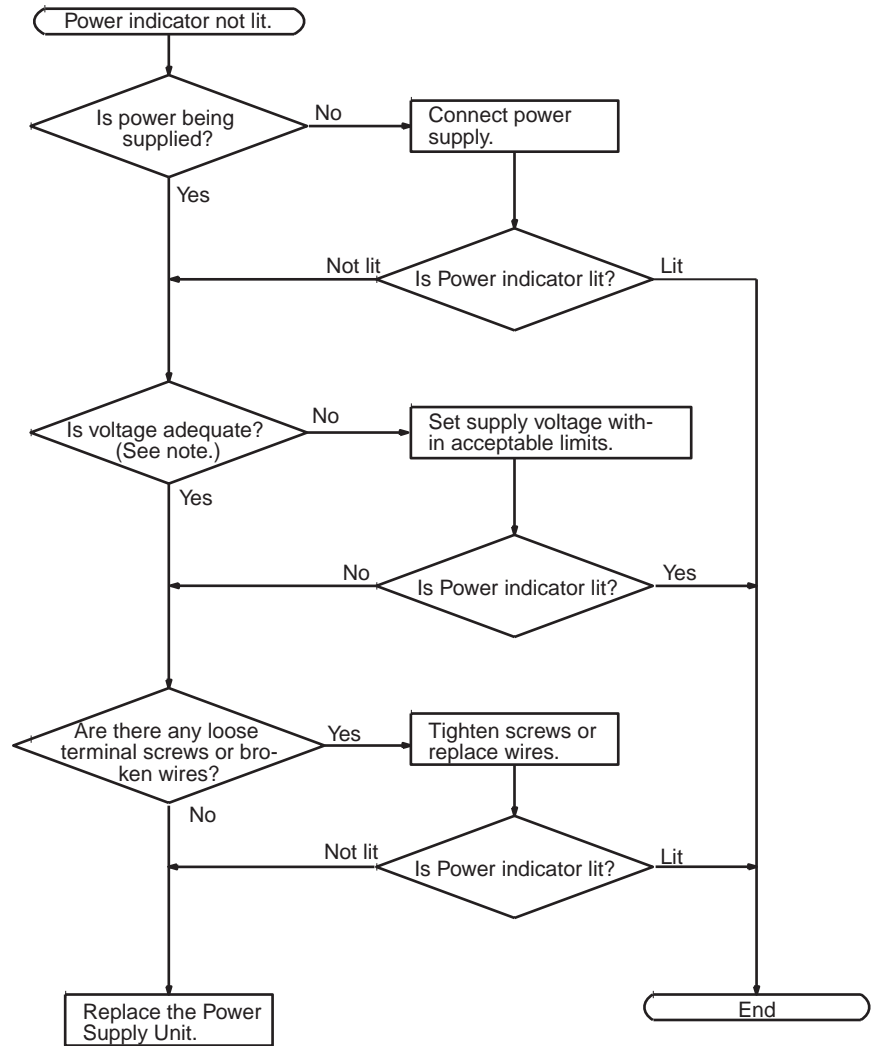 Power indicator not lit.
Is power being
supplied?
No
Connect power
supply.
Yes
Not lit
Is Power indicator lit?
Lit
Is voltage adequate?
(See note.)
No
Set supply voltage with-
in acceptable limits.
Yes
No
Is Power indicator lit?
Yes
Are there any loose
terminal screws or bro-
ken wires?
Yes
Tighten screws or
replace wires.
No
Not lit
Is Power indicator lit?
Lit
Replace the Power
Supply Unit.
End